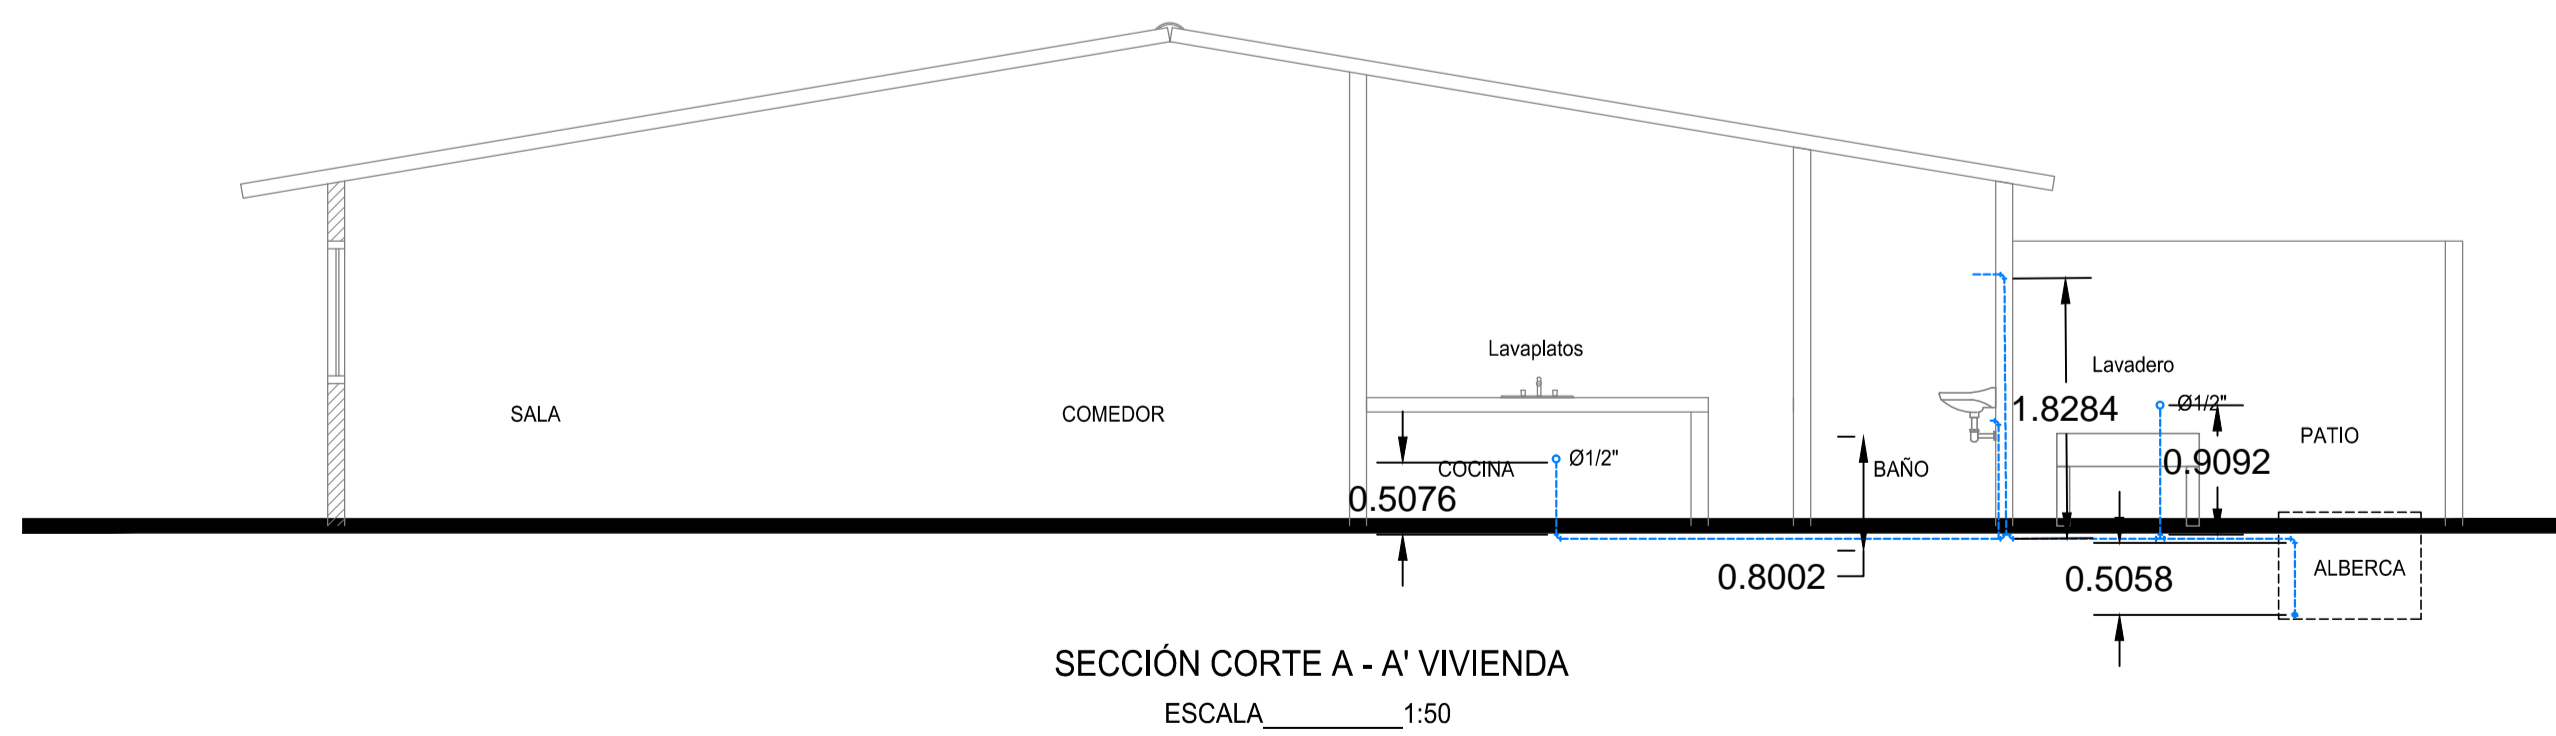 Lavaplatos
Lavadero
SALA
COMEDOR
1.8284
Ø1/2"
PATIO
COCINA
Ø1/2"
BAÑO
0.9092
0.5076
0.8002
0.5058
ALBERCA
SECCIÓN CORTE A - A' VIVIENDA
ESCALA__________1:50